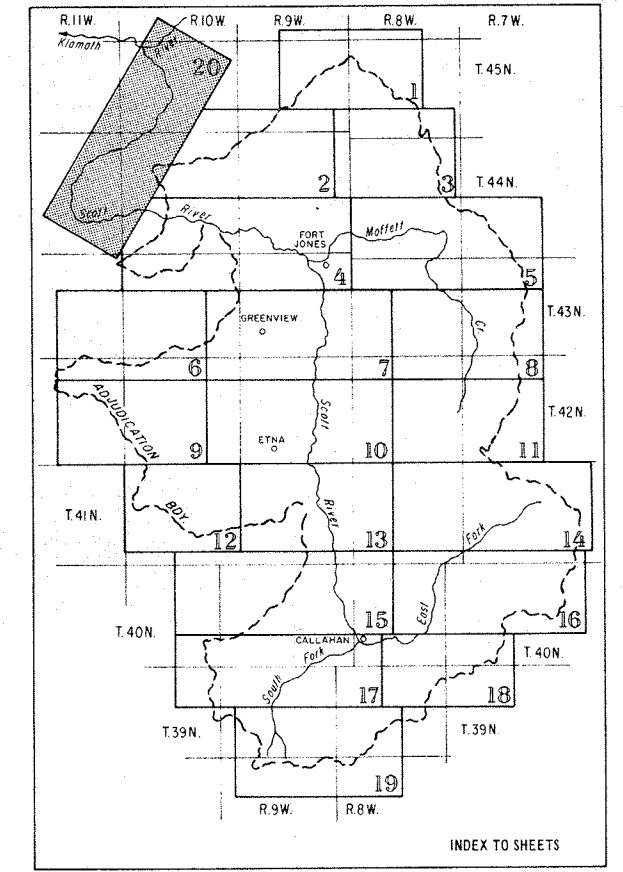 R.11W.
R.10W.
R.9W.
R.8W.
R.7W.
Klamath
River
20
T.45N.
1
2
3
T.44N.
Scott
River
FORT
JONES
Moffett
4
5
GREENVIEW
Cr.
T.43N.
6
7
8
ADJUDICATION
BDY.
Scott
River
T.42N.
9
ETNA
10
11
T.41N.
12
13
Fork
14
East
15
16
T.40N.
CALLAHAN
Fork
South
T.40N.
17
18
T.39N.
T.39N.
19
R.9W.
R.8W.
INDEX TO SHEETS